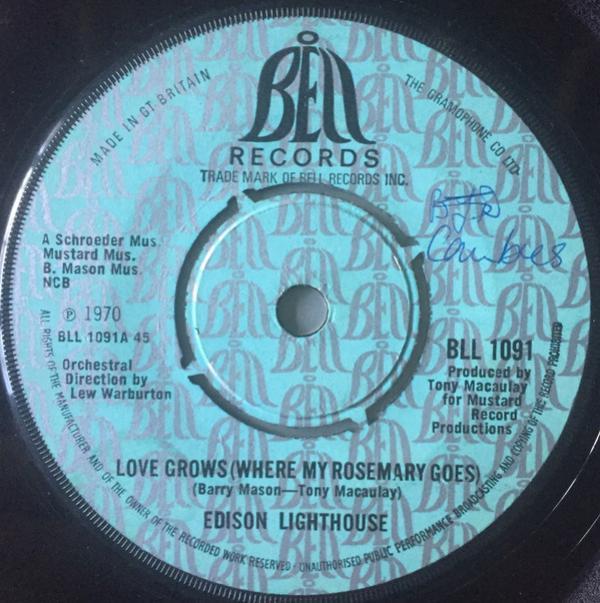 BELL
RECORDS
TRADE MARK OF BELL RECORDS INC.
MADE IN GT. BRITAIN
THE GRAMOPHONE CO LTD.
A Schroeder Mus.
Mustard Mus.
B. Mason Mus.
NCB
℗ 1970
BLL 1091A 45
Orchestral
Direction by
Lew Warburton
BLL 1091
Produced by
Tony Macaulay
for Mustard
Record
Productions
LOVE GROWS (WHERE MY ROSEMARY GOES)
(Barry Mason—Tony Macaulay)
EDISON LIGHTHOUSE
ALL RIGHTS OF THE MANUFACTURER AND OF THE OWNER OF THE RECORDED WORK RESERVED · UNAUTHORISED PUBLIC PERFORMANCE BROADCASTING AND COPYING OF THIS RECORD PROHIBITED